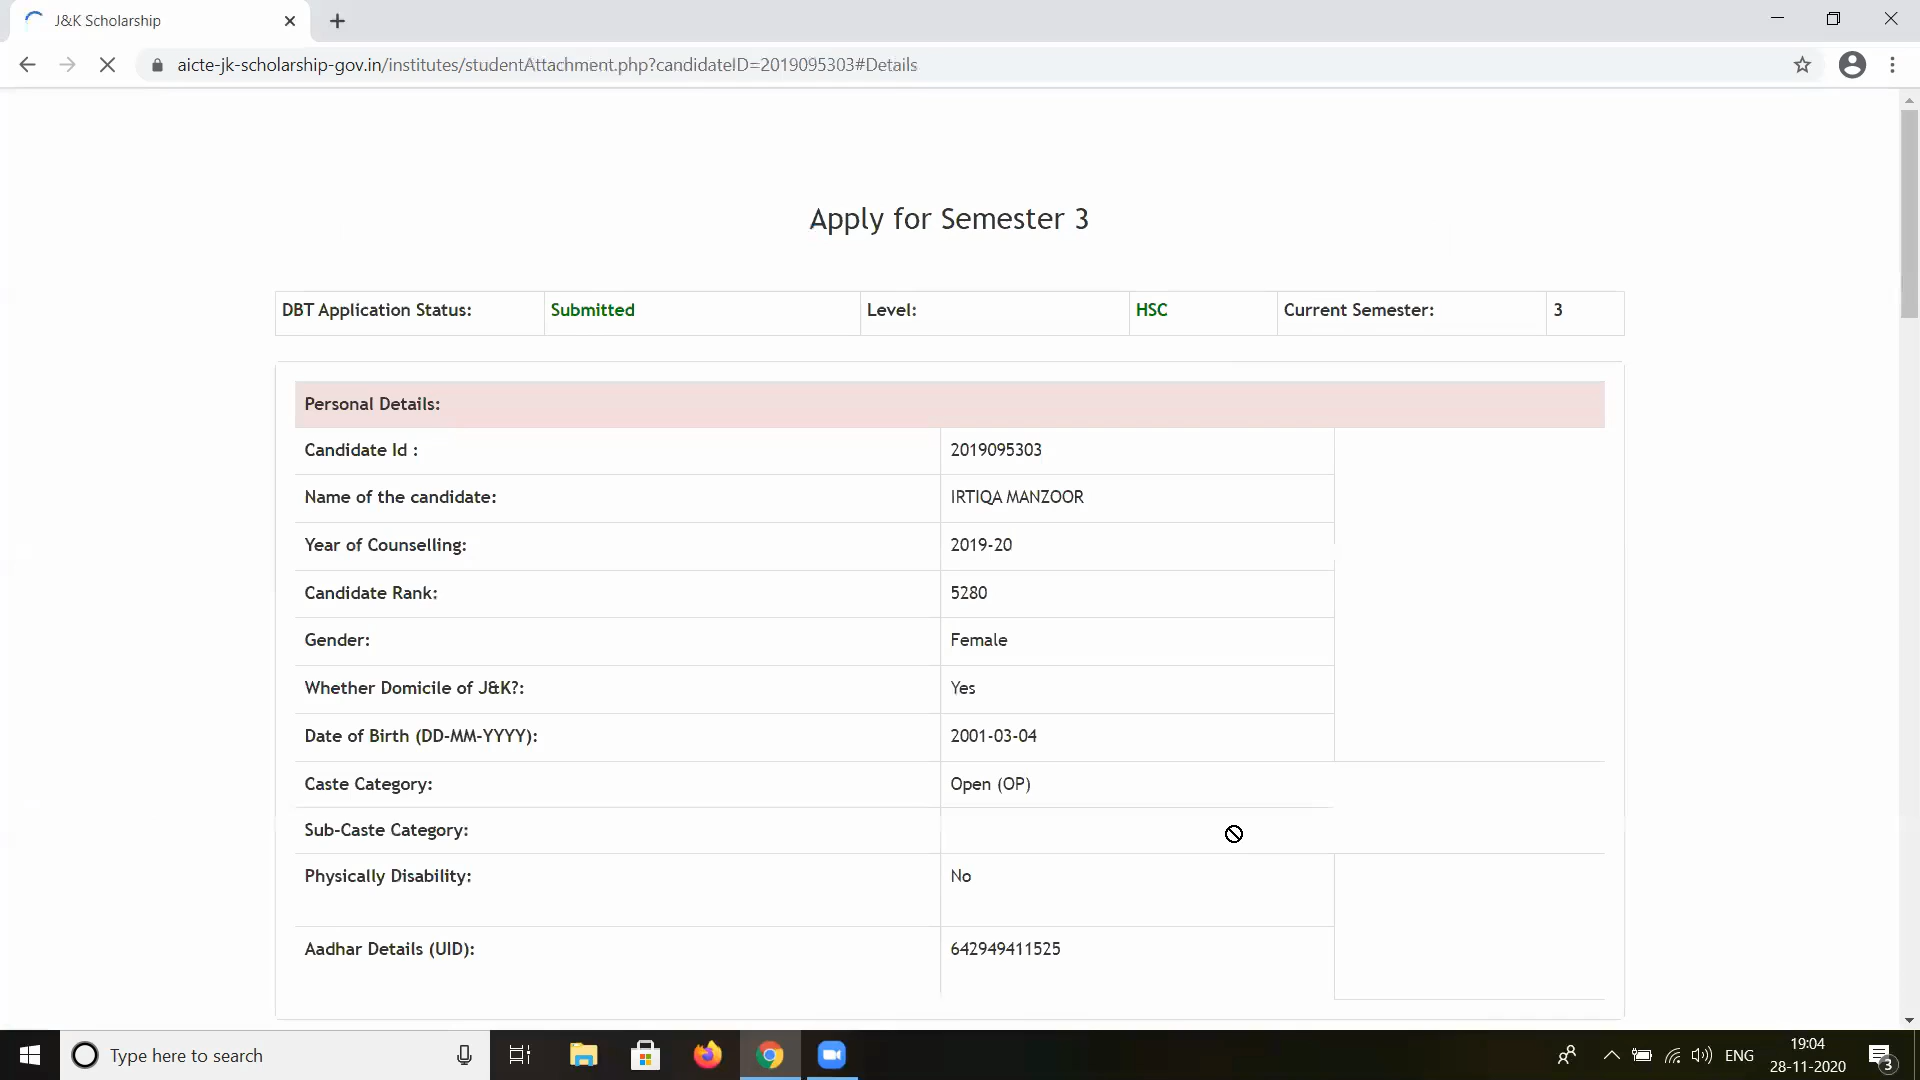 J&K Scholarship
aicte-jk-scholarship-gov.in/institutes/studentAttachment.php?candidateID=2019095303#Details
Apply for Semester 3
DBT Application Status: Submitted Level: HSC Current Semester: 3
Personal Details:
Candidate Id : 2019095303
Name of the candidate: IRTIQA MANZOOR
Year of Counselling: 2019-20
Candidate Rank: 5280
Gender: Female
Whether Domicile of J&K?: Yes
Date of Birth (DD-MM-YYYY): 2001-03-04
Caste Category: Open (OP)
Sub-Caste Category:
Physically Disability: No
Aadhar Details (UID): 642949411525
Type here to search
ENG
19:04
28-11-2020
3